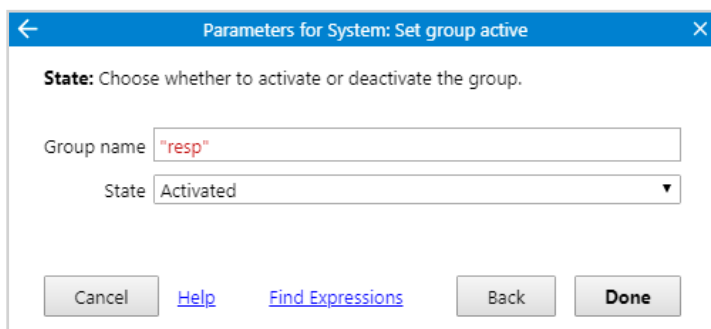 Parameters for System: Set group active
State: Choose whether to activate or deactivate the group.
Group name "resp"
State Activated
Cancel Help Find Expressions Back Done